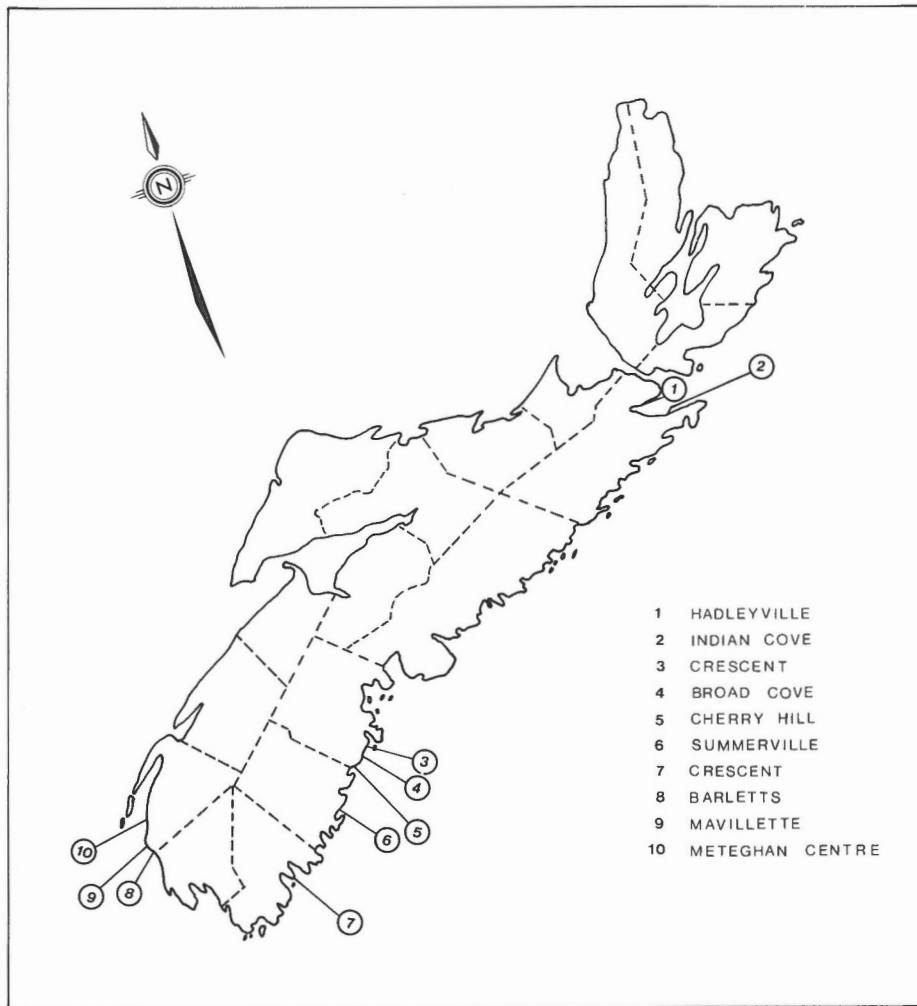 N
1
2
3
4
5
6
7
8
9
10
1 HADLEYVILLE
2 INDIAN COVE
3 CRESCENT
4 BROAD COVE
5 CHERRY HILL
6 SUMMERVILLE
7 CRESCENT
8 BARLETTS
9 MAVILLETTE
10 METEGHAN CENTRE